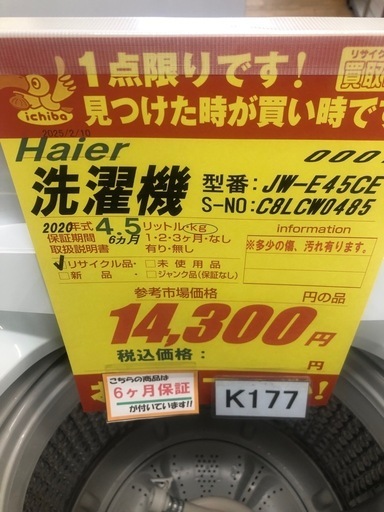 ichiba
1点限りです!
リサイク
買取
見つけた時が買い時です
2025/2/10
Haier
000
洗濯機
型番:JW-E45CE
S-NO:CBLCW0485
2020年式 4.5 リットル・kg
保証期間 6カ月 1・2・3ヶ月・なし
取扱説明書 有り・無し
information
※多少の傷、汚れ有ります。
リサイクル品・ 未使用品
新品・ ジャンク品(保証なし)
参考市場価格 円の品
14,300円
税込価格: 円
こちらの商品は
6ヶ月保証
が付いています!!
K177